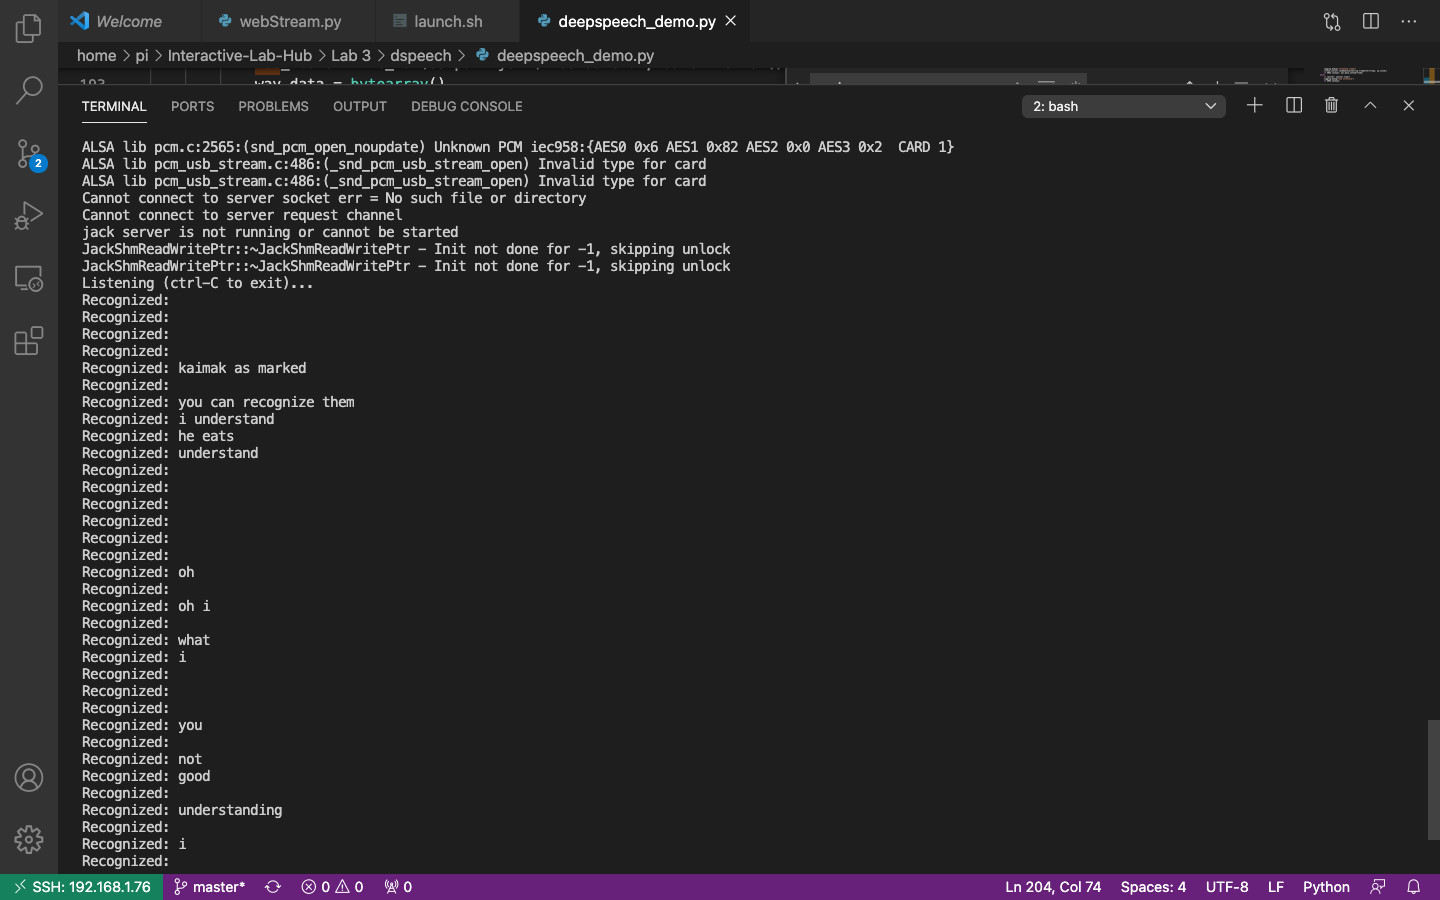 Welcome webStream.py launch.sh deepspeech_demo.py
home > pi > Interactive-Lab-Hub > Lab 3 > dspeech > deepspeech_demo.py
193 wav_data = bytearray()
TERMINAL PORTS PROBLEMS OUTPUT DEBUG CONSOLE 2: bash
ALSA lib pcm.c:2565:(snd_pcm_open_noupdate) Unknown PCM iec958:{AES0 0x6 AES1 0x82 AES2 0x0 AES3 0x2  CARD 1}
ALSA lib pcm_usb_stream.c:486:(_snd_pcm_usb_stream_open) Invalid type for card
ALSA lib pcm_usb_stream.c:486:(_snd_pcm_usb_stream_open) Invalid type for card
Cannot connect to server socket err = No such file or directory
Cannot connect to server request channel
jack server is not running or cannot be started
JackShmReadWritePtr::~JackShmReadWritePtr - Init not done for -1, skipping unlock
JackShmReadWritePtr::~JackShmReadWritePtr - Init not done for -1, skipping unlock
Listening (ctrl-C to exit)...
Recognized:
Recognized:
Recognized:
Recognized:
Recognized: kaimak as marked
Recognized:
Recognized: you can recognize them
Recognized: i understand
Recognized: he eats
Recognized: understand
Recognized:
Recognized:
Recognized:
Recognized:
Recognized:
Recognized:
Recognized: oh
Recognized:
Recognized: oh i
Recognized:
Recognized: what
Recognized: i
Recognized:
Recognized:
Recognized:
Recognized: you
Recognized:
Recognized: not
Recognized: good
Recognized:
Recognized: understanding
Recognized:
Recognized: i
Recognized:
2
SSH: 192.168.1.76 master* 0 0 0 Ln 204, Col 74 Spaces: 4 UTF-8 LF Python